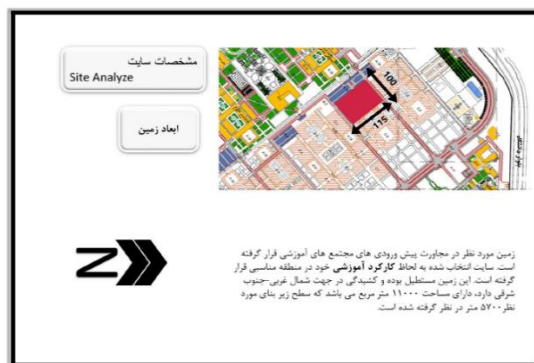 مشخصات سایت
Site Analyze
ابعاد زمین
100
115
N
زمین مورد نظر در مجاورت پیش ورودی های مجتمع های آموزشی قرار گرفته
است. سایت انتخاب شده به لحاظ کارکرد آموزشی خود در منطقه مناسبی قرار
گرفته است. این زمین مستطیل بوده و کشیدگی در جهت شمال غربی-جنوب
شرقی دارد، دارای مساحت ۱۱۰۰۰ متر مربع می باشد که سطح زیر بنای مورد
نظر ۵۷۰۰ متر در نظر گرفته شده است.